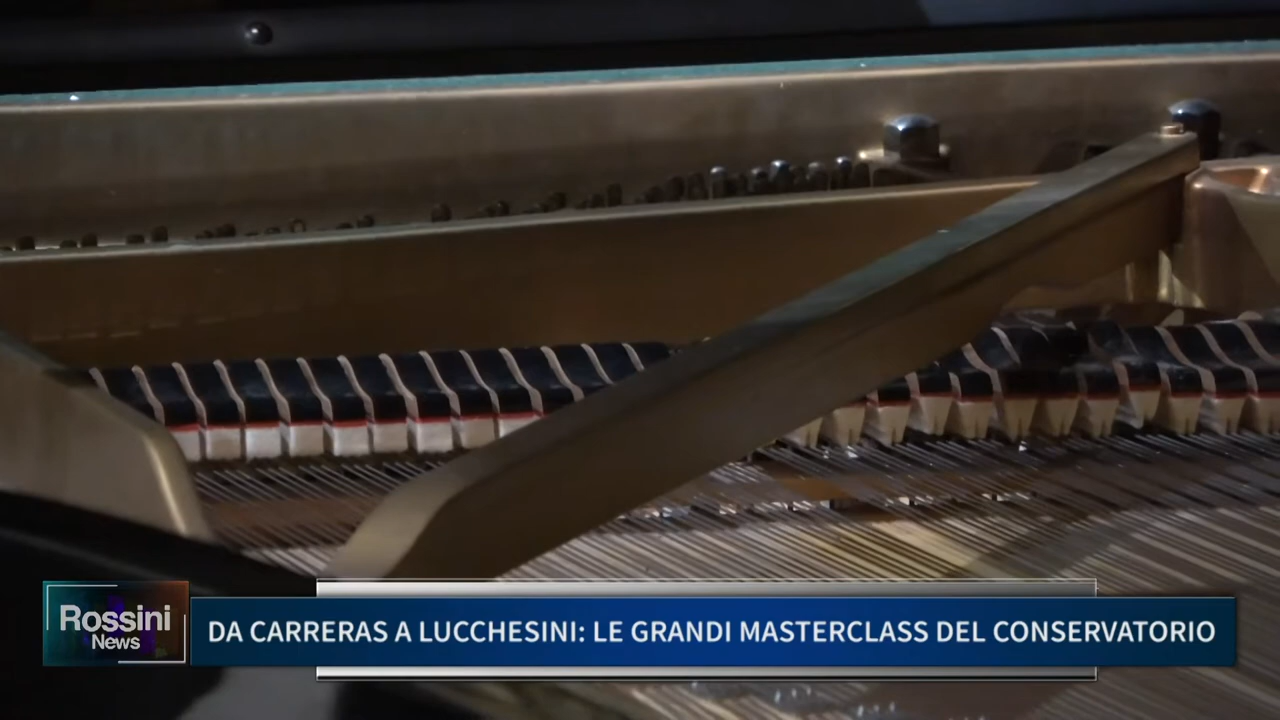 Rossini
News
DA CARRERAS A LUCCHESINI: LE GRANDI MASTERCLASS DEL CONSERVATORIO